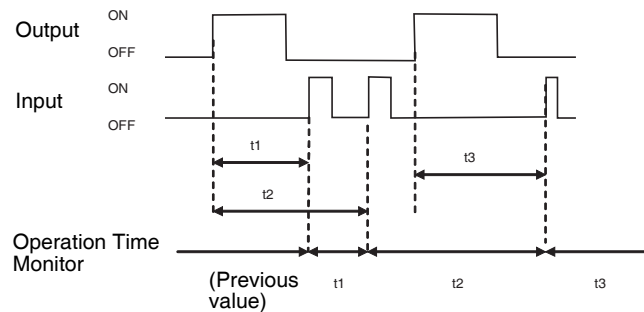 Output
ON
OFF
Input
ON
OFF
t1
t3
t2
Operation Time
Monitor
(Previous
value)
t1
t2
t3